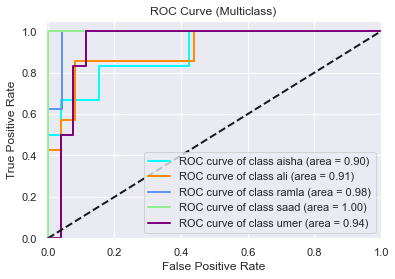 ROC Curve (Multiclass)
True Positive Rate
1.0
0.8
0.6
0.4
0.2
0.0
ROC curve of class aisha (area = 0.90)
ROC curve of class ali (area = 0.91)
ROC curve of class ramla (area = 0.98)
ROC curve of class saad (area = 1.00)
ROC curve of class umer (area = 0.94)
0.0 0.2 0.4 0.6 0.8 1.0
False Positive Rate